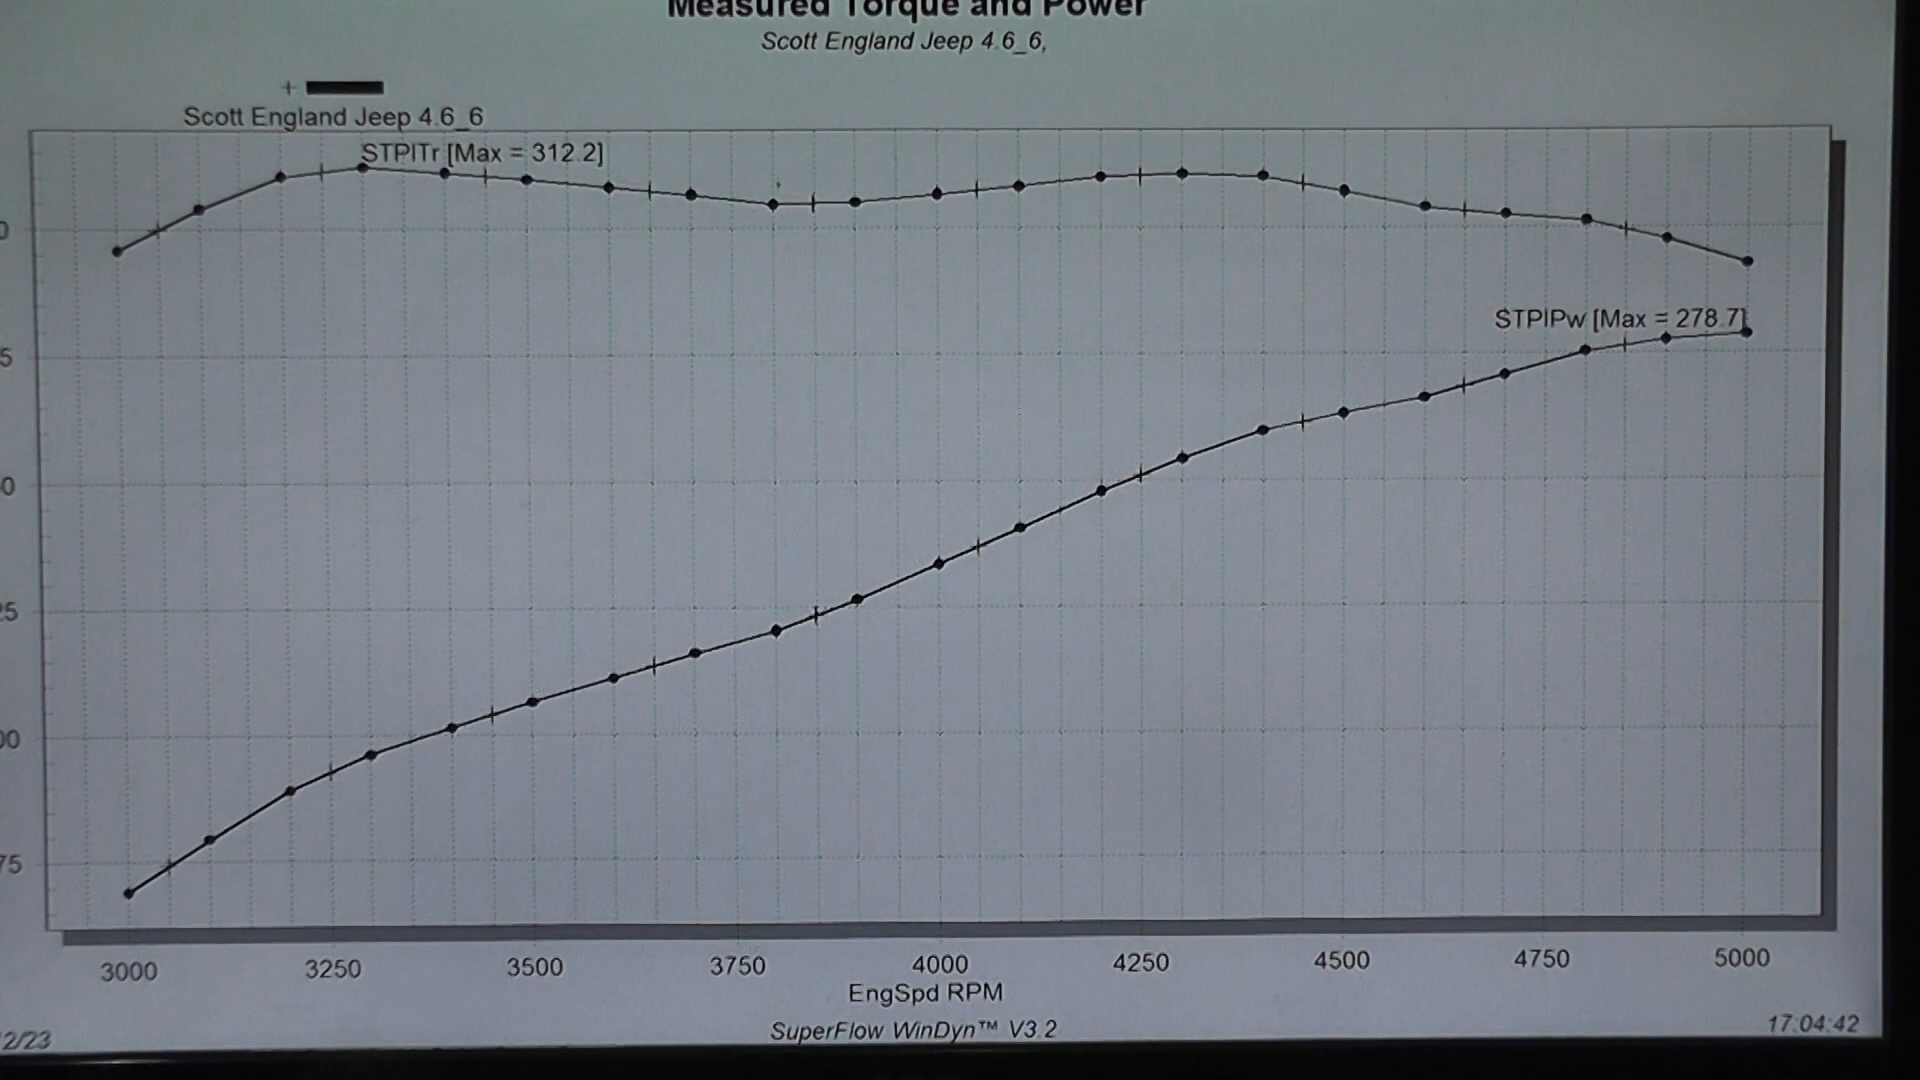 Measured Torque and Power
Scott England Jeep 4.6_6,
+
Scott England Jeep 4.6_6
STPlTr [Max = 312.2]
STPlPw [Max = 278.7]
0
5
0
25
00
75
3000 3250 3500 3750 4000 4250 4500 4750 5000
EngSpd RPM
2/23
SuperFlow WinDyn™ V3.2
17:04:42